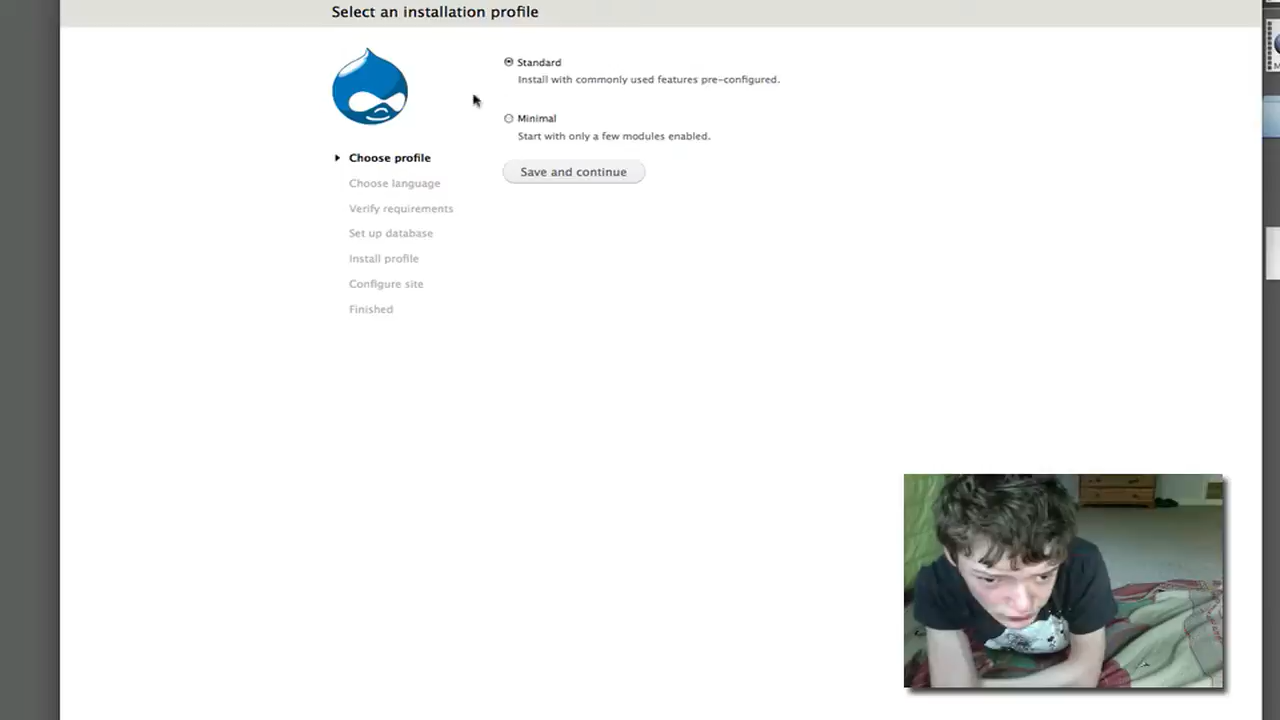 Select an installation profile
Standard
Install with commonly used features pre-configured.
Minimal
Start with only a few modules enabled.
Save and continue
Choose profile
Choose language
Verify requirements
Set up database
Install profile
Configure site
Finished